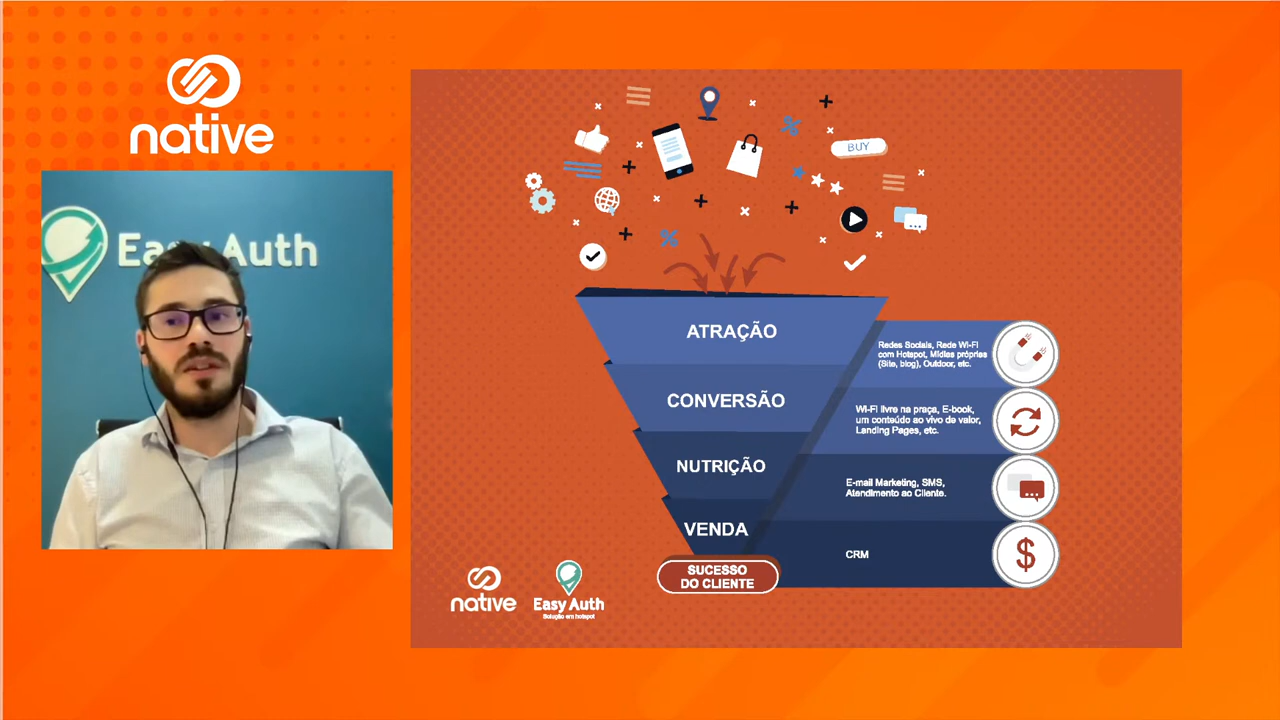 native
Easy Auth
BUY
ATRAÇÃO
Redes Sociais, Rede Wi-Fi
com Hotspot, Mídias próprias
(Site, blog), Outdoor, etc.
CONVERSÃO
Wi-Fi livre na praça, E-book,
um conteúdo ao vivo de valor,
Landing Pages, etc.
NUTRIÇÃO
E-mail Marketing, SMS,
Atendimento ao Cliente.
VENDA
CRM
SUCESSO
DO CLIENTE
native
Easy Auth
Solução em hotspot